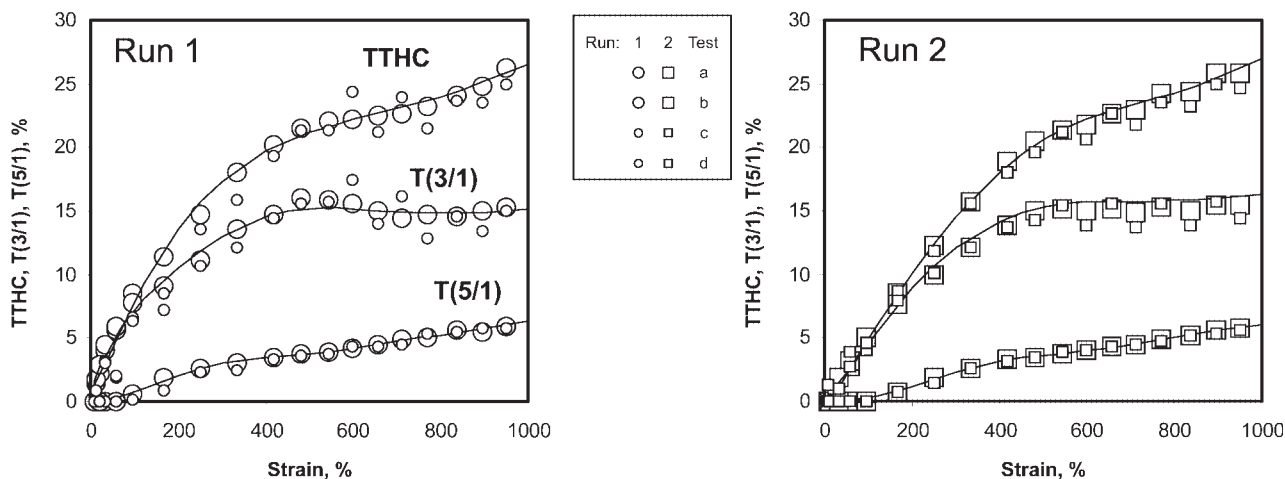 30
25
20
15
10
5
0
TTHC, T(3/1), T(5/1), %
Run 1
TTHC
T(3/1)
T(5/1)
0 200 400 600 800 1000
Strain, %
Run: 1 2 Test
a
b
c
d
30
25
20
15
10
5
0
TTHC, T(3/1), T(5/1), %
Run 2
0 200 400 600 800 1000
Strain, %